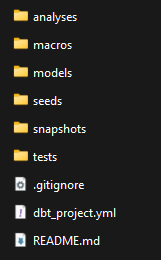 analyses
macros
models
seeds
snapshots
tests
.gitignore
dbt_project.yml
README.md